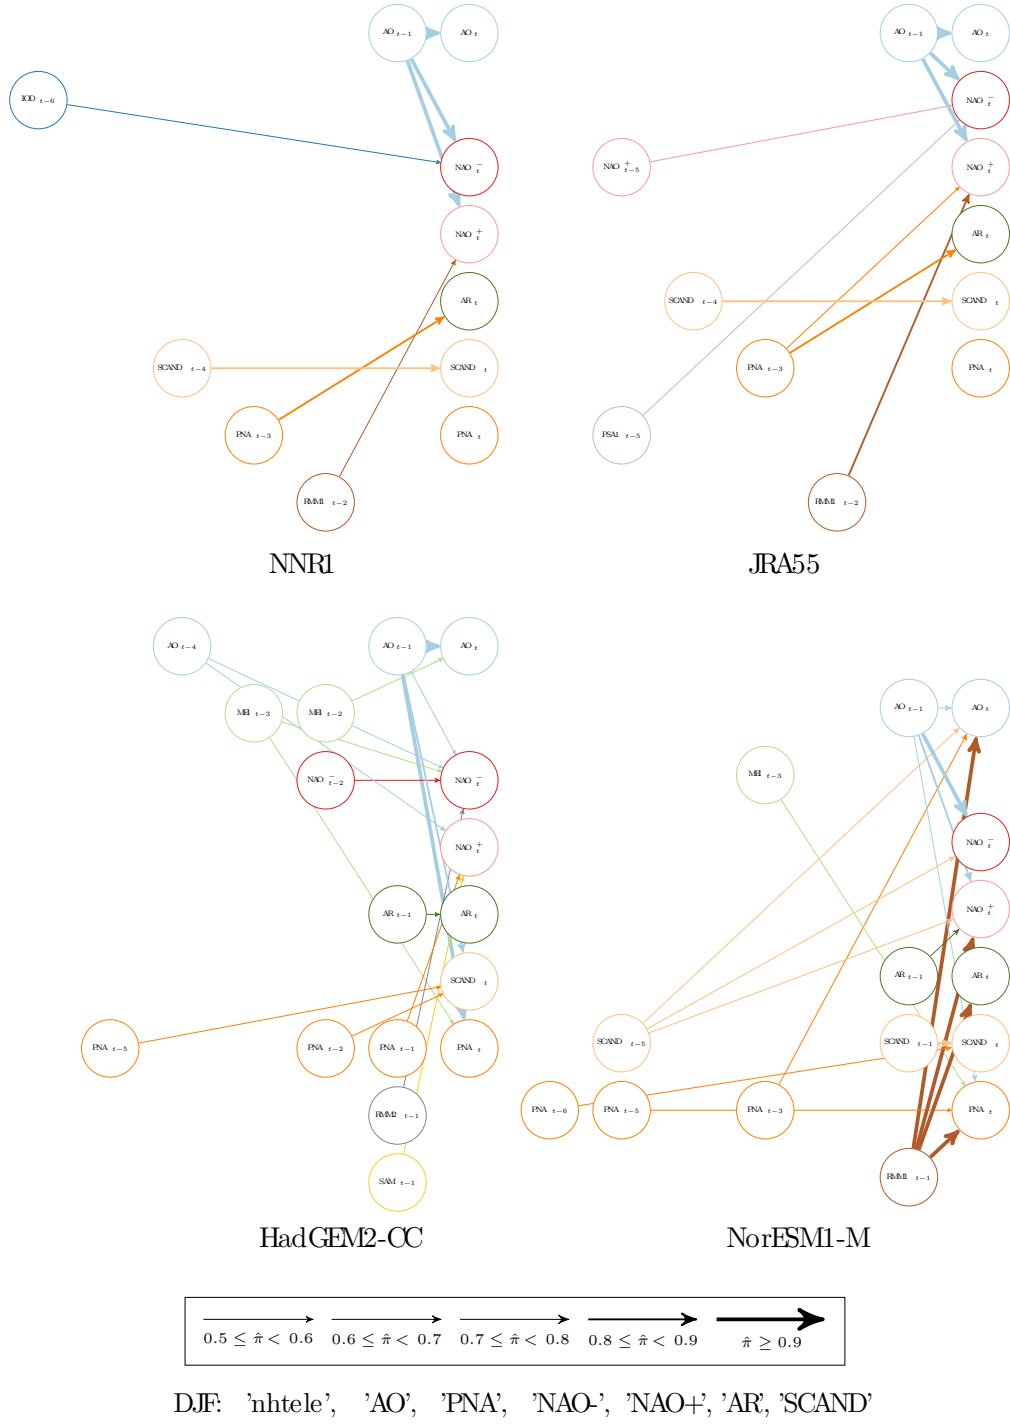 AO t−1 AO t
IOD t−6
NAO − t
NAO + t
AR t
SCAND t−4 SCAND t
PNA t−3 PNA t
RMM1 t−2
NNR1
AO t−1 AO t
NAO − t
NAO + t−5 NAO + t
AR t
SCAND t−4 SCAND t
PNA t−3 PNA t
PSA1 t−5
RMM1 t−2
JRA55
AO t−4 AO t−1 AO t
MEI t−3 MEI t−2
NAO − t−2 NAO − t
NAO + t
AR t−1 AR t
SCAND t
PNA t−5 PNA t−2 PNA t−1 PNA t
RMM2 t−1
SAM t−1
HadGEM2-CC
AO t−1 AO t
MEI t−3
NAO − t
NAO + t
AR t−1 AR t
SCAND t−5 SCAND t−1 SCAND t
PNA t−6 PNA t−5 PNA t−3 PNA t
RMM1 t−1
NorESM1-M
0.5 ≤ π̂ < 0.6 0.6 ≤ π̂ < 0.7 0.7 ≤ π̂ < 0.8 0.8 ≤ π̂ < 0.9 π̂ ≥ 0.9
DJF: 'nhtele', 'AO', 'PNA', 'NAO-', 'NAO+', 'AR', 'SCAND'